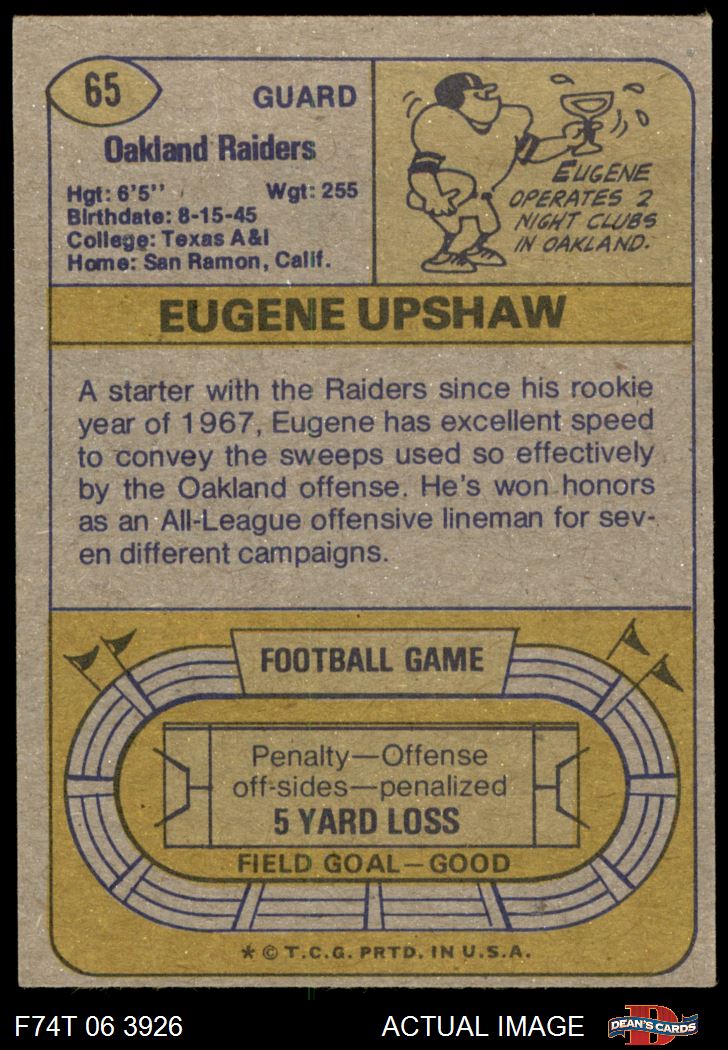 65
GUARD
Oakland Raiders
Hgt: 6'5" Wgt: 255
Birthdate: 8-15-45
College: Texas A&I
Home: San Ramon, Calif.
EUGENE
OPERATES 2
NIGHT CLUBS
IN OAKLAND.
EUGENE UPSHAW
A starter with the Raiders since his rookie
year of 1967, Eugene has excellent speed
to convey the sweeps used so effectively
by the Oakland offense. He's won honors
as an All-League offensive lineman for sev-
en different campaigns.
FOOTBALL GAME
Penalty—Offense
off-sides—penalized
5 YARD LOSS
FIELD GOAL—GOOD
* © T.C.G. PRTD. IN U.S.A.
F74T 06 3926 ACTUAL IMAGE
D
DEAN'S CARDS